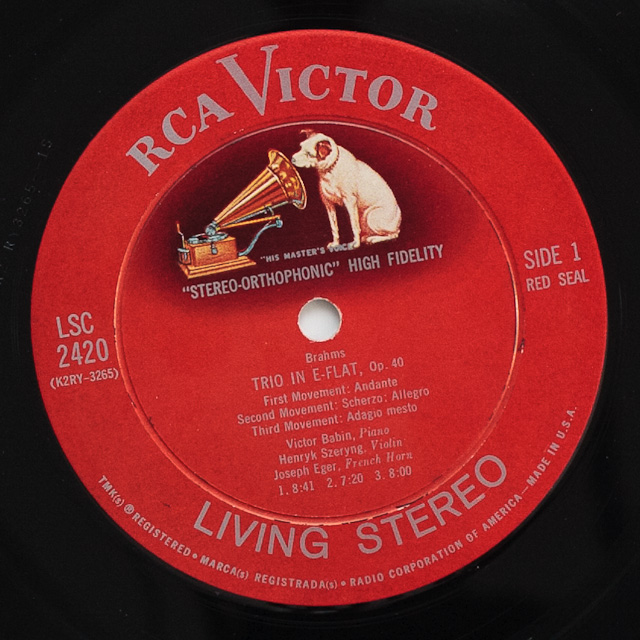 RCA VICTOR
"HIS MASTER'S VOICE"
"STEREO-ORTHOPHONIC" HIGH FIDELITY
SIDE 1
RED SEAL
LSC
2420
(K2RY-3265)
Brahms
TRIO IN E-FLAT, Op. 40
First Movement: Andante
Second Movement: Scherzo: Allegro
Third Movement: Adagio mesto
Victor Babin, Piano
Henryk Szeryng, Violin
Joseph Eger, French Horn
1. 8:41 2. 7:20 3. 8:00
LIVING STEREO
TMK(s) ® REGISTERED • MARCA(s) REGISTRADA(s) • RADIO CORPORATION OF AMERICA—MADE IN U.S.A.